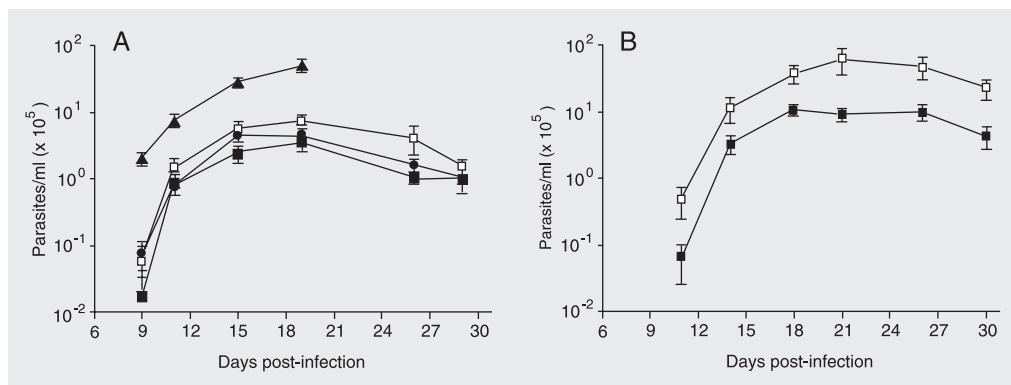 A
Parasites/ml (x 10⁵)
10²
10¹
10⁰
10⁻¹
10⁻²
6 9 12 15 18 21 24 27 30
Days post-infection
B
Parasites/ml (x 10⁵)
10²
10¹
10⁰
10⁻¹
10⁻²
6 9 12 15 18 21 24 27 30
Days post-infection